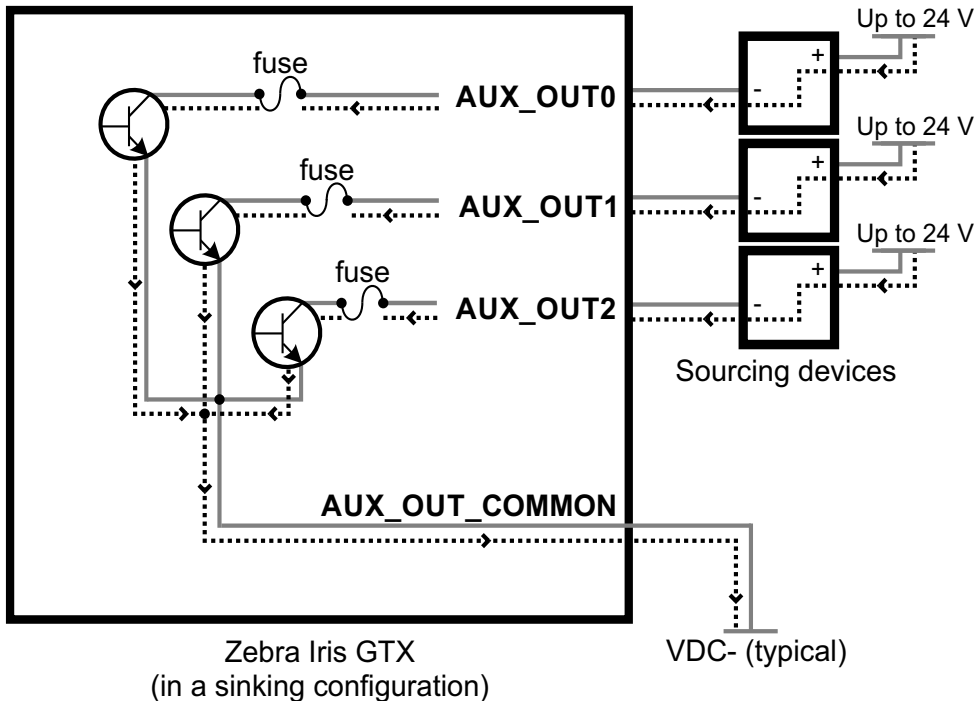 Up to 24 V
fuse
+
AUX_OUT0
-
Up to 24 V
fuse
+
AUX_OUT1
-
Up to 24 V
fuse
+
AUX_OUT2
-
Sourcing devices
AUX_OUT_COMMON
VDC- (typical)
Zebra Iris GTX
(in a sinking configuration)